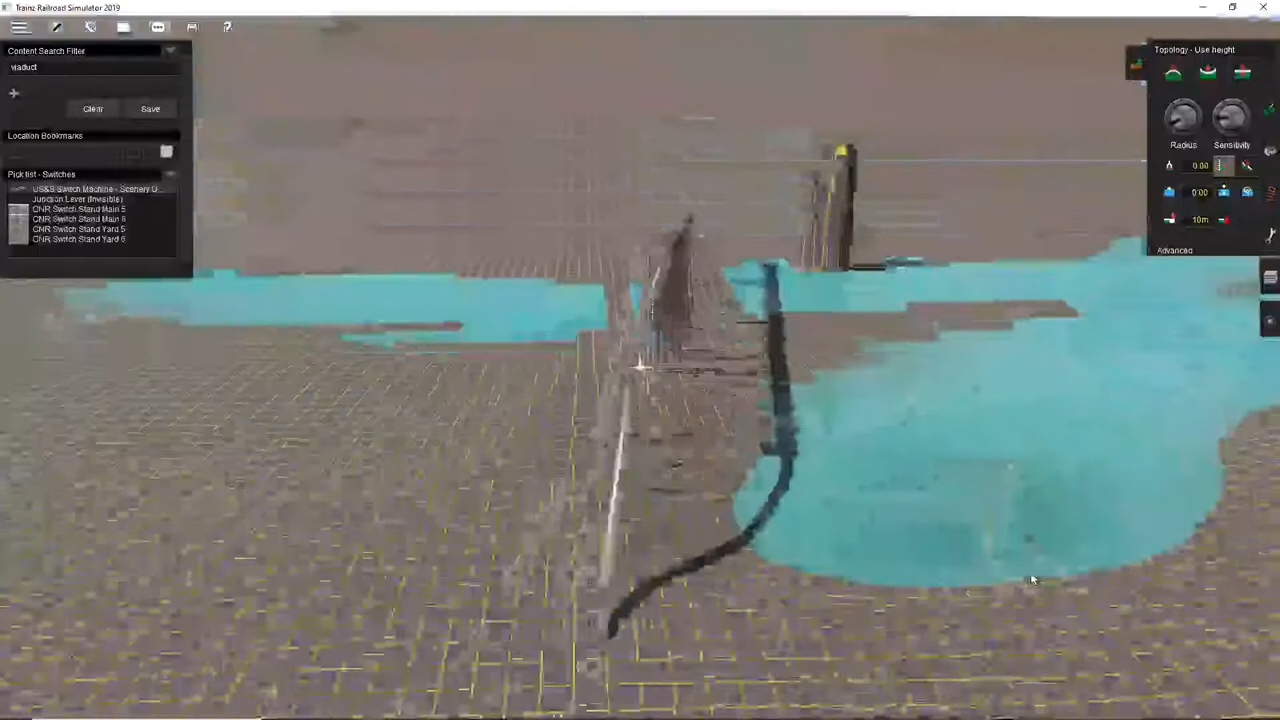 Trainz Railroad Simulator 2019
Content Search Filter
viaduct
Clear
Save
Location Bookmarks
Pick list - Switches
US&S Switch Machine - Scenery O...
Junction Lever (Invisible)
CNR Switch Stand Main 5
CNR Switch Stand Main 6
CNR Switch Stand Yard 5
CNR Switch Stand Yard 6
Topology - Use height
Radius
Sensitivity
0.00
0.00
10m
Advanced